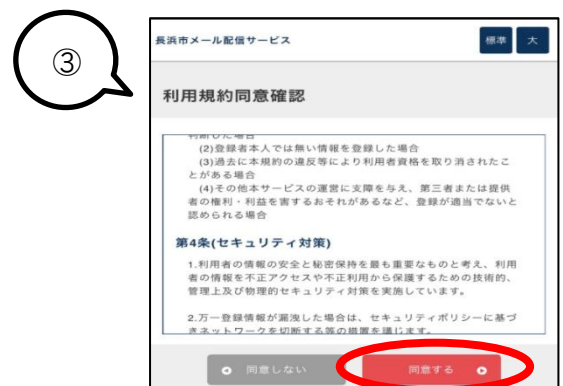 ③
長浜市メール配信サービス
標準
大
利用規約同意確認
判断した場合
(2)登録者本人では無い情報を登録した場合
(3)過去に本規約の違反等により利用者資格を取り消されたこ
とがある場合
(4)その他本サービスの運営に支障を与え、第三者または提供
者の権利・利益を害するおそれがあるなど、登録が適当でないと
認められる場合
第4条(セキュリティ対策)
1.利用者の情報の安全と秘密保持を最も重要なものと考え、利用
者の情報を不正アクセスや不正利用から保護するための技術的、
管理上及び物理的セキュリティ対策を実施しています。
2.万一登録情報が漏洩した場合は、セキュリティポリシーに基づ
きネットワークを切断する等の措置を講じます。
同意しない
同意する